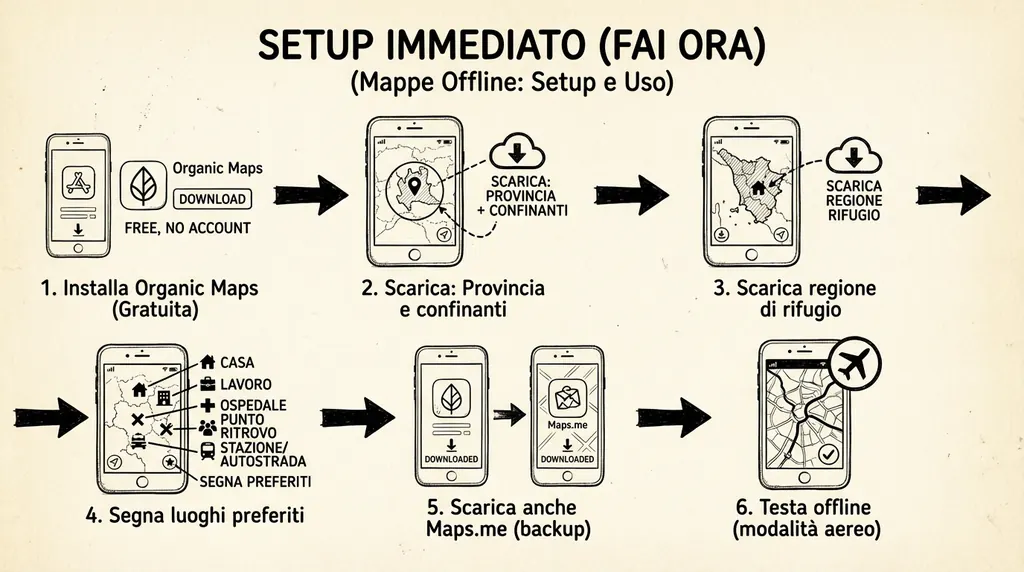 SETUP IMMEDIATO (FAI ORA)
(Mappe Offline: Setup e Uso)
Organic Maps
DOWNLOAD
FREE, NO ACCOUNT
1. Installa Organic Maps
(Gratuita)
SCARICA:
PROVINCIA
+ CONFINANTI
2. Scarica: Provincia
e confinanti
SCARICA
REGIONE
RIFUGIO
3. Scarica regione
di rifugio
CASA
LAVORO
OSPEDALE
PUNTO
RITROVO
STAZIONE/
AUTOSTRADA
SEGNA PREFERITI
4. Segna luoghi preferiti
DOWNLOADED
Maps.me
DOWNLOADED
5. Scarica anche
Maps.me (backup)
6. Testa offline
(modalità aereo)